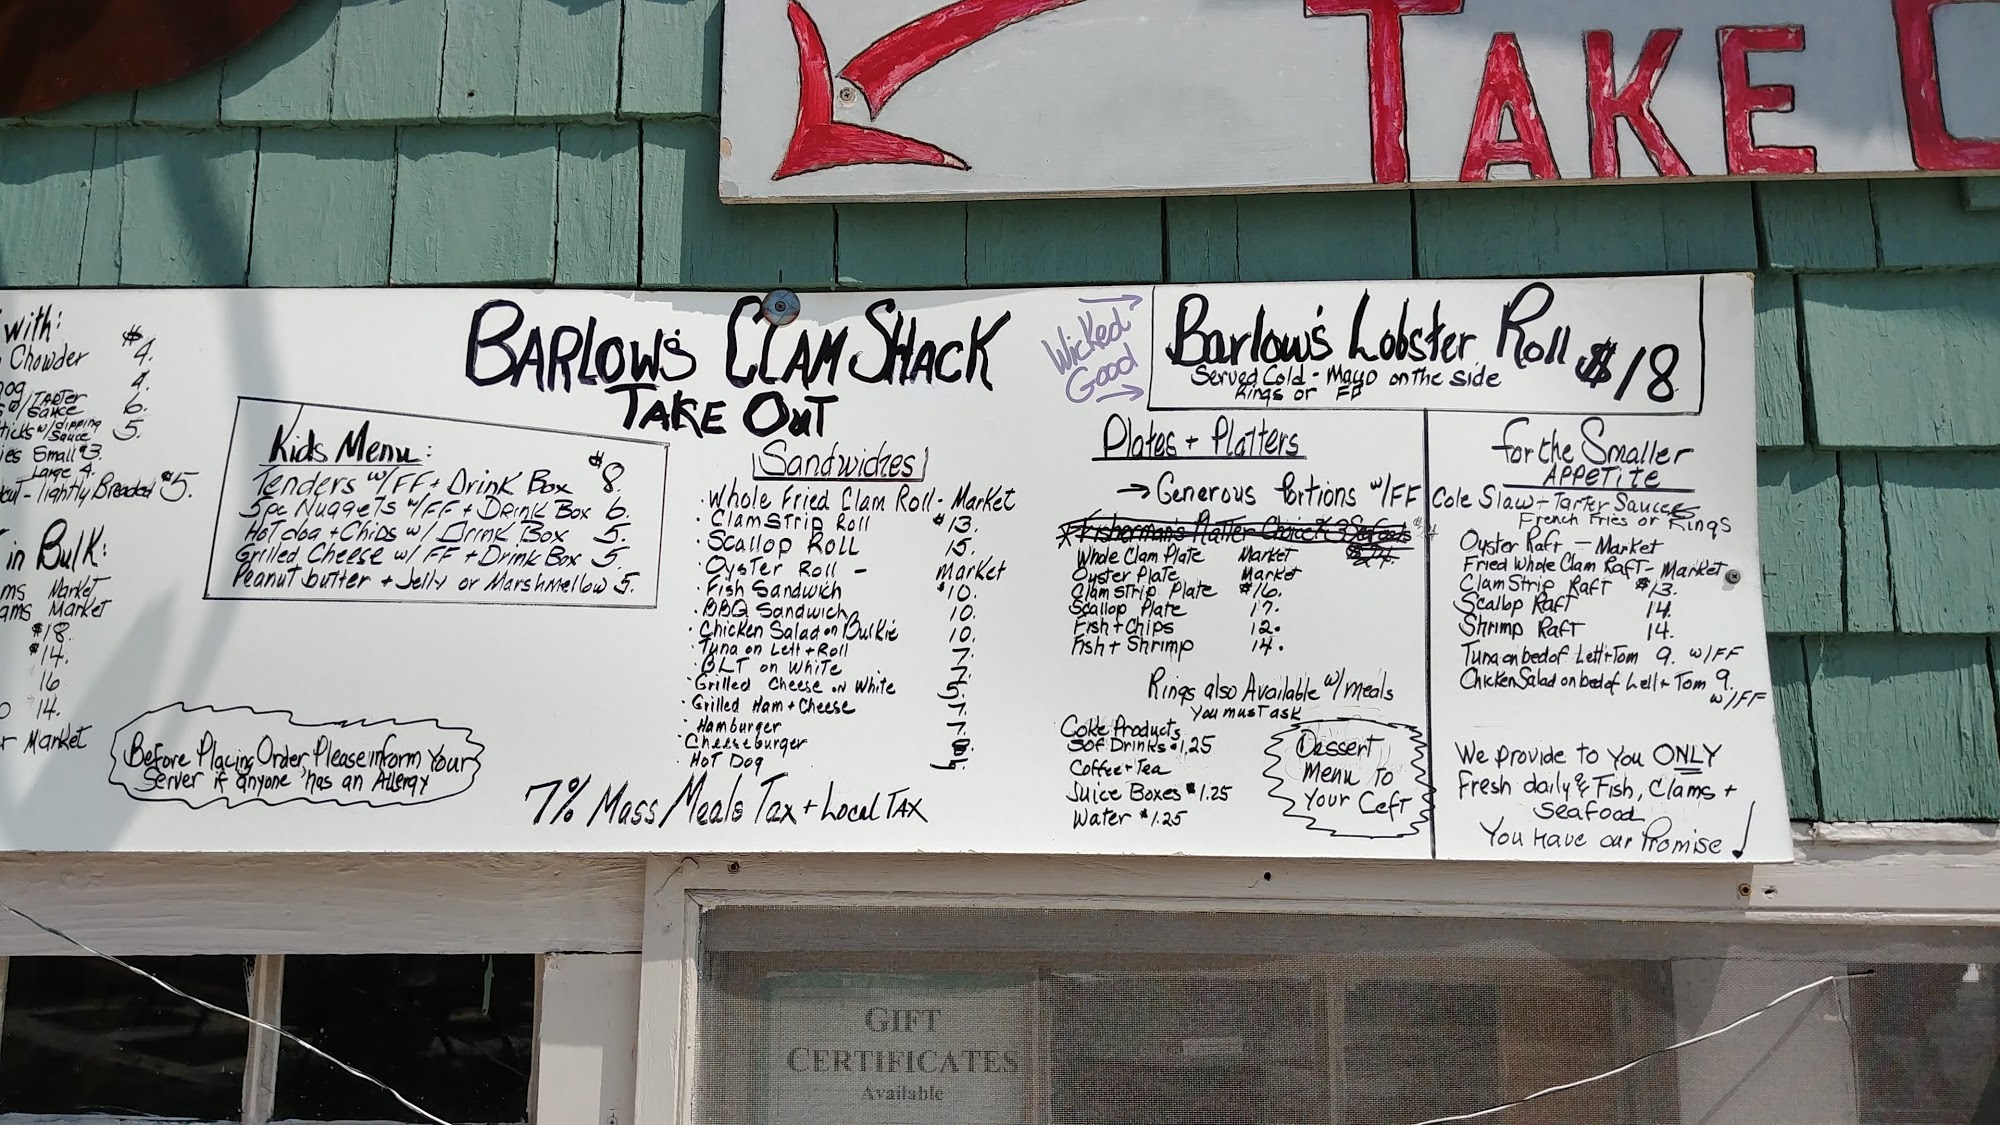 TAKE
with:
Chowder $4.
4.
w/TARTER
Sauce 6.
w/dipping
Sauce 5.
Small $3.
Large 4.
Lightly Breaded $5.
in Bulk:
Market
Market
$18.
$14.
16
14.
Market
BARLOW'S CLAM SHACK
TAKE OUT
Kids Menu:
Tenders w/FF + Drink Box $8.
5pc Nuggets w/FF + Drink Box 6.
Hot dog + Chips w/ Drink Box 5.
Grilled Cheese w/ FF + Drink Box 5.
Peanut butter + Jelly or Marshmellow 5.
Before Placing Order Please inform Your
Server if anyone has an Allergy
Sandwiches
· Whole Fried Clam Roll - Market
· Clam Strip Roll $13.
· Scallop Roll 15.
· Oyster Roll - Market
· Fish Sandwich $10.
· BBQ Sandwich 10.
· Chicken Salad on Bulkie 10.
· Tuna on Lett + Roll 7.
· BLT on White 7.
· Grilled Cheese on White 5.
· Grilled Ham + Cheese 7.
· Hamburger 7.
· Cheeseburger 8.
· HOT DOG
7% Mass Meals Tax + Local TAX
Wicked
Good
Barlow's Lobster Roll $18
Served Cold - Mayo on the side
Rings or FF
Plates + Platters
→ Generous Portions w/FF
Fisherman's Platter Choice 3 Seafoods
Whole Clam Plate Market
Oyster Plate Market
Clam Strip Plate $16.
Scallop Plate 17.
Fish + Chips 12.
Fish + Shrimp 14.
Rings also Available w/ meals
You must ask
Coke Products
Sof Drinks $1.25
Coffee + Tea
Juice Boxes $1.25
Water $1.25
Dessert
Menu To
Your Left
for the Smaller
APPETITE
Cole Slaw + Tarter Sauces
French Fries or Rings
Oyster Raft - Market
Fried Whole Clam Raft - Market
Clam Strip Raft $13.
Scallop Raft 14.
Shrimp Raft 14.
Tuna on bed of Lett + Tom 9. w/FF
Chicken Salad on bed of Lett + Tom 9.
w/FF
We provide to You ONLY
Fresh daily Fish, Clams +
Seafood
You Have our Promise
GIFT
CERTIFICATES
Available